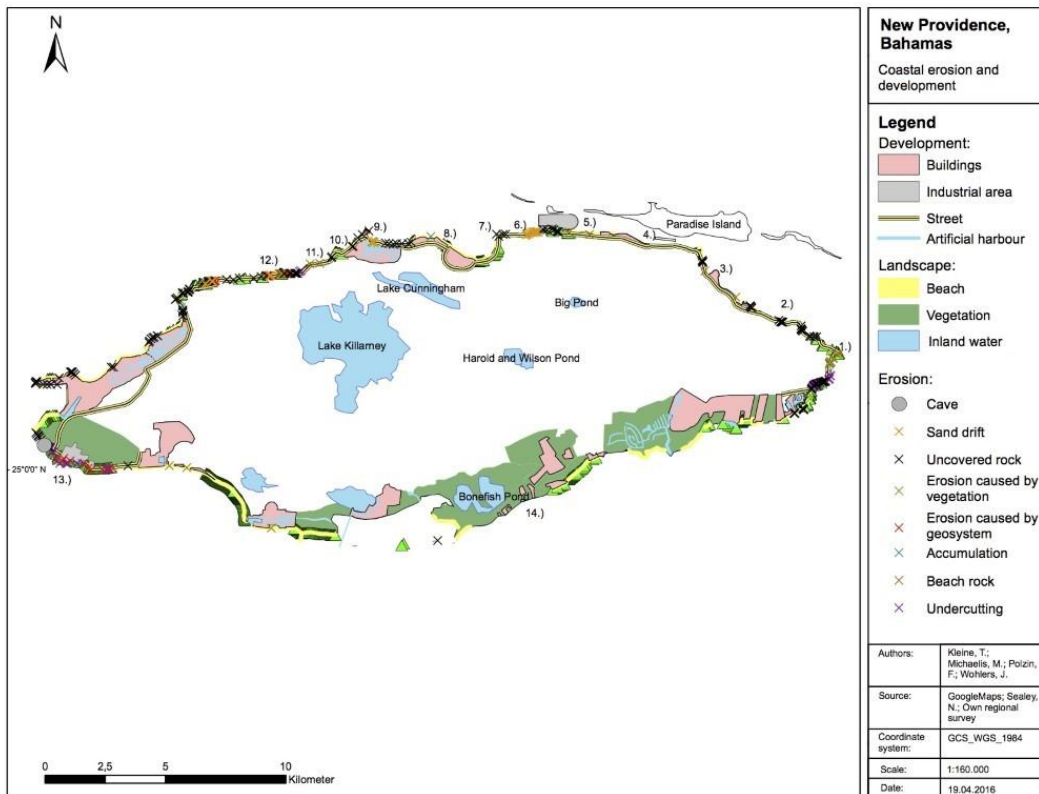 N
9.)
10.)
11.)
12.)
8.)
7.)
6.)
5.)
4.)
Paradise Island
3.)
2.)
1.)
Lake Cunningham
Big Pond
Lake Killarney
Harold and Wilson Pond
25°0'0" N
13.)
Bonefish Pond
14.)
0 2,5 5 10
Kilometer
New Providence,
Bahamas
Coastal erosion and
development
Legend
Development:
Buildings
Industrial area
Street
Artificial harbour
Landscape:
Beach
Vegetation
Inland water
Erosion:
Cave
Sand drift
Uncovered rock
Erosion caused by
vegetation
Erosion caused by
geosystem
Accumulation
Beach rock
Undercutting
Authors: Kleine, T.;
Michaelis, M.; Polzin,
F.; Wohlers, J.
Source: GoogleMaps; Sealey,
N.; Own regional
survey
Coordinate
system: GCS_WGS_1984
Scale: 1:160.000
Date: 19.04.2016